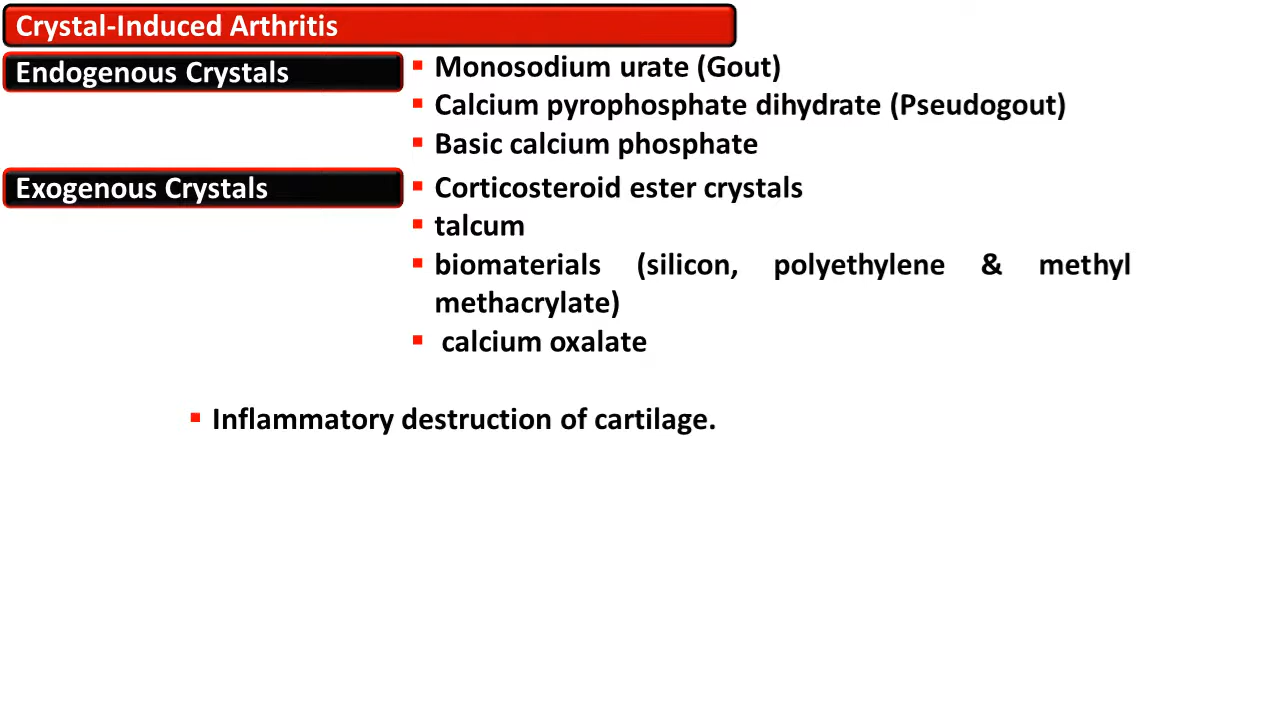 Crystal-Induced Arthritis
Endogenous Crystals
▪ Monosodium urate (Gout)
▪ Calcium pyrophosphate dihydrate (Pseudogout)
▪ Basic calcium phosphate
Exogenous Crystals
▪ Corticosteroid ester crystals
▪ talcum
▪ biomaterials (silicon, polyethylene & methyl
methacrylate)
▪ calcium oxalate
▪ Inflammatory destruction of cartilage.